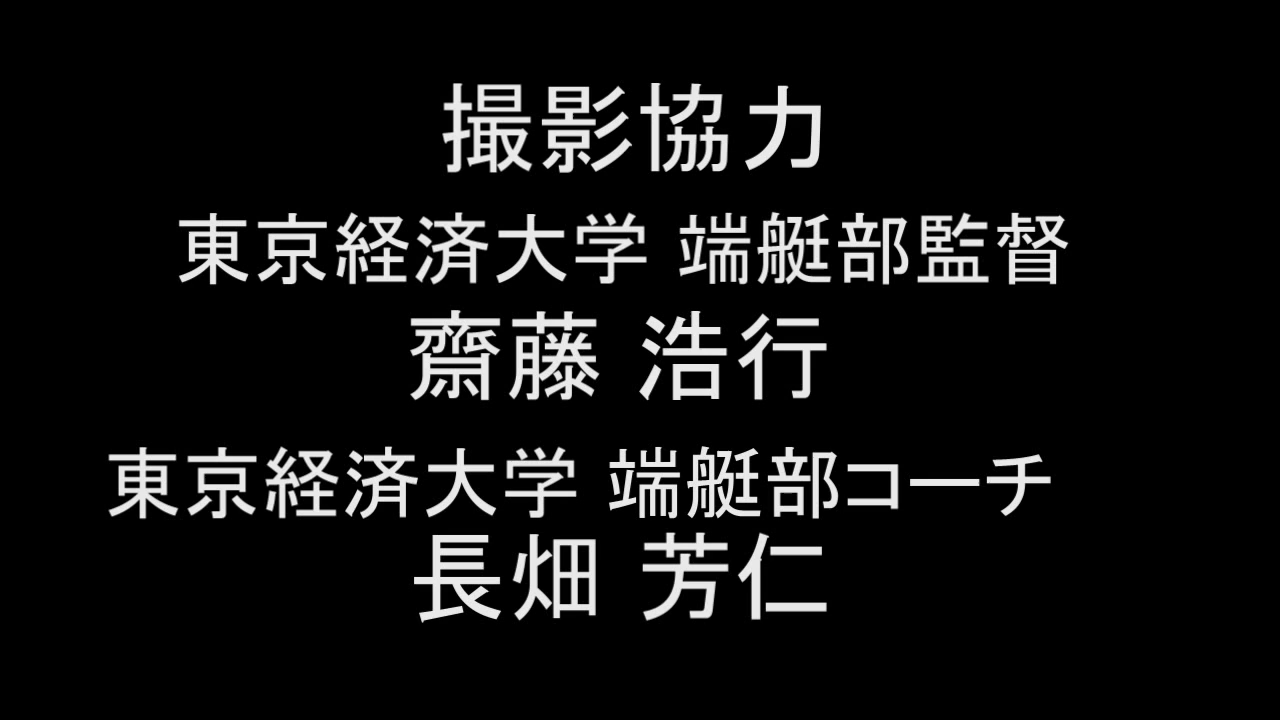 撮影協力
東京経済大学 端艇部監督
齋藤 浩行
東京経済大学 端艇部コーチ
長畑 芳仁